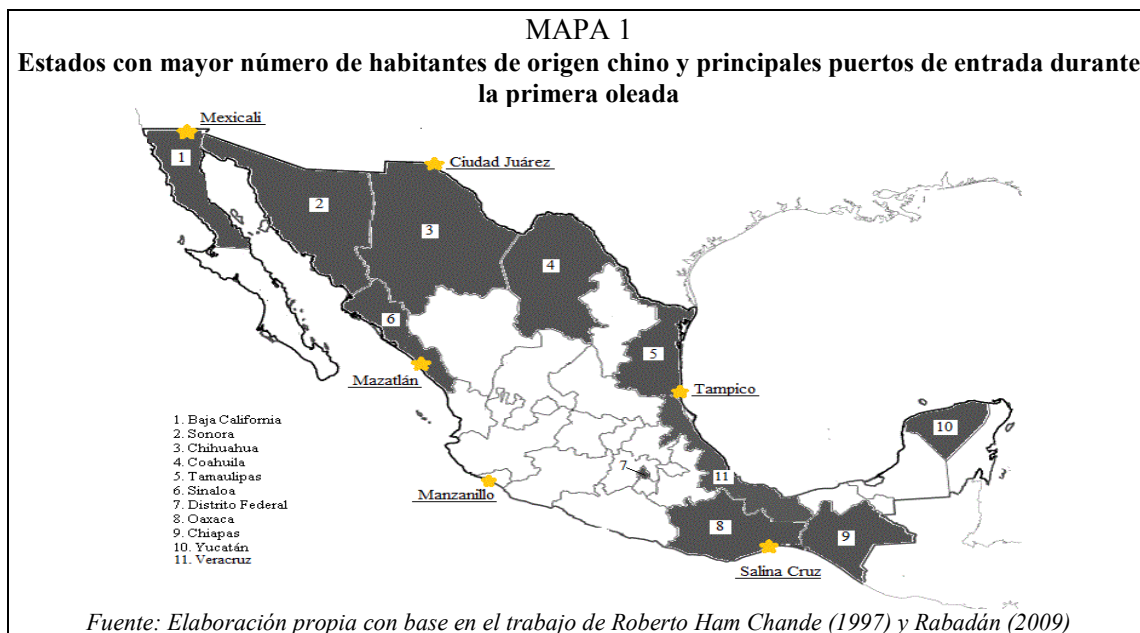 MAPA 1
Estados con mayor número de habitantes de origen chino y principales puertos de entrada durante
la primera oleada
Mexicali
1
Ciudad Juárez
2
3
4
6
5
Mazatlán
Tampico
10
1. Baja California
2. Sonora
3. Chihuahua
4. Coahuila
5. Tamaulipas
6. Sinaloa
7. Distrito Federal
8. Oaxaca
9. Chiapas
10. Yucatán
11. Veracruz
7
11
Manzanillo
8
9
Salina Cruz
Fuente: Elaboración propia con base en el trabajo de Roberto Ham Chande (1997) y Rabadán (2009)